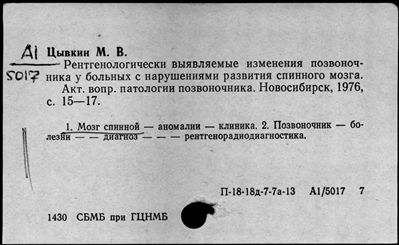 А1
5017
Цывкин М. В.
Рентгенологически выявляемые изменения позвоноч-
ника у больных с нарушениями развития спинного мозга.
Акт. вопр. патологии позвоночника. Новосибирск, 1976,
с. 15—17.
1. Мозг спинной — аномалии — клиника. 2. Позвоночник — бо-
лезни — — диагноз — — — рентгенорадиодиагностика.
П-18-18д-7-7а-13 А1/5017 7
1430 СБМБ при ГЦНМБ